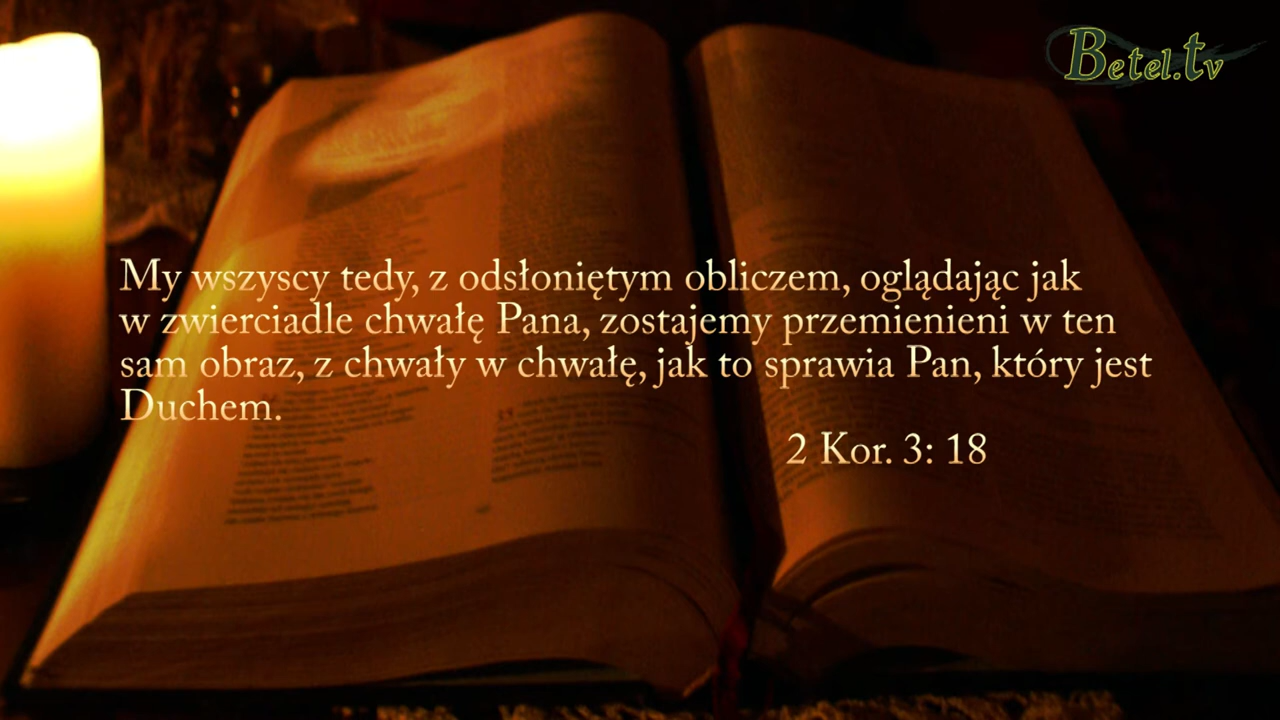 Betel.tv
My wszyscy tedy, z odsłoniętym obliczem, oglądając jak
w zwierciadle chwałę Pana, zostajemy przemienieni w ten
sam obraz, z chwały w chwałę, jak to sprawia Pan, który jest
Duchem.
2 Kor. 3: 18